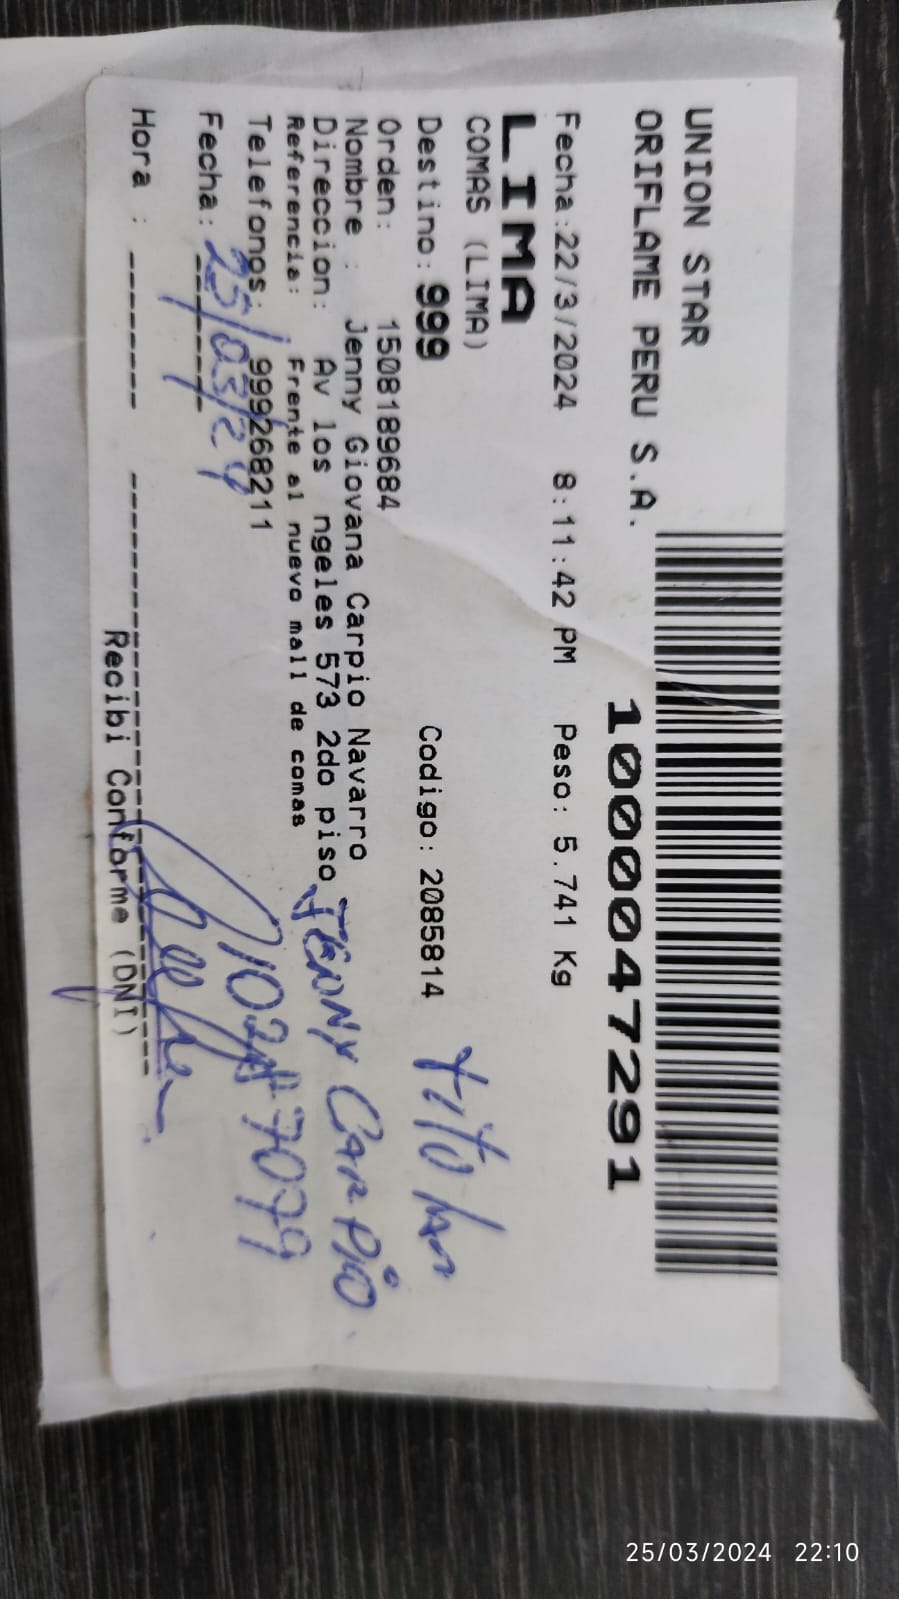 UNION STAR
ORIFLAME PERU S.A.
1000047291
Fecha:22/3/2024 8:11:42 PM Peso: 5.741 Kg
LIMA
COMAS (LIMA)
Destino: 999 Codigo: 2085814
Orden: 1508189684
Nombre : Jenny Giovana Carpio Navarro
Direccion: Av los ngeles 573 2do piso
JENNY CARPIO
Referencia: Frente al nuevo mall de comas
Telefonos: 999268211
Fecha: 25/03/24
Hora : ------- ---------------------------
Recibi Conforme (DNI)
25/03/2024 22:10